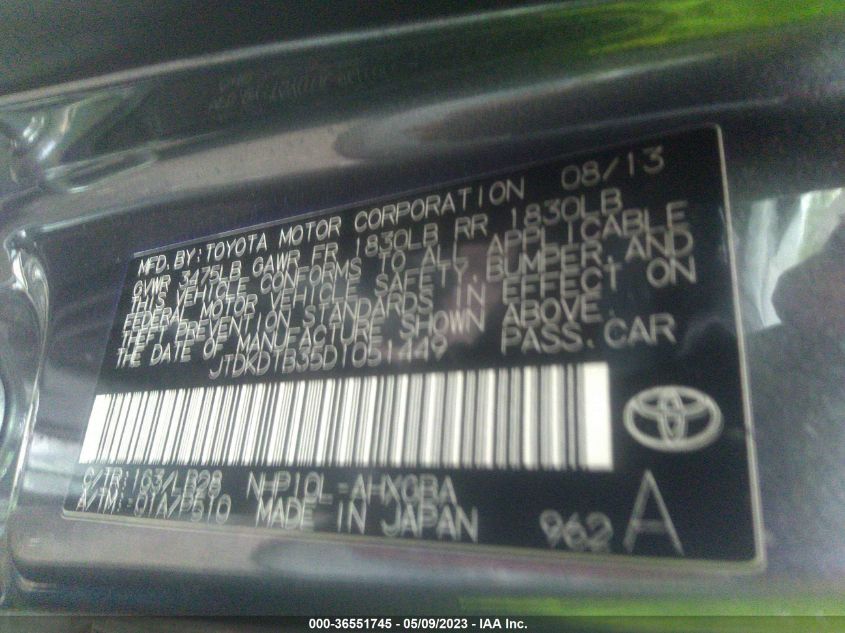 MFD. BY: TOYOTA MOTOR CORPORATION 08/13
GVWR 3475LB GAWR FR 1830LB RR 1830LB
THIS VEHICLE CONFORMS TO ALL APPLICABLE
FEDERAL MOTOR VEHICLE SAFETY, BUMPER, AND
THEFT PREVENTION STANDARDS IN EFFECT ON
THE DATE OF MANUFACTURE SHOWN ABOVE.
JTDKDTB35D1051449 PASS. CAR
C/TR: 1G3/LB28 NHP10L-AHXGBA
A/TM: -01A/P510 MADE IN JAPAN 962 A
000-36551745 / 05/09/2023 / IAA Inc.